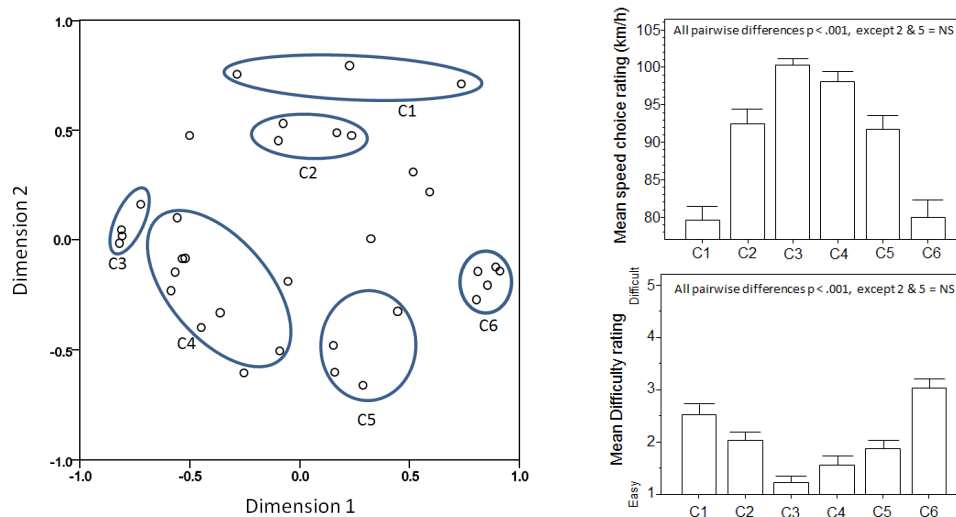 1.0
0.5
0.0
-0.5
-1.0
Dimension 2
C1
C2
C3
C4
C5
C6
-1.0 -0.5 0.0 0.5 1.0
Dimension 1
Mean speed choice rating (km/h)
105
100
95
90
85
80
All pairwise differences p < .001, except 2 & 5 = NS
C1 C2 C3 C4 C5 C6
Mean Difficulty rating
Difficult
Easy
5
4
3
2
1
All pairwise differences p < .001, except 2 & 5 = NS
C1 C2 C3 C4 C5 C6